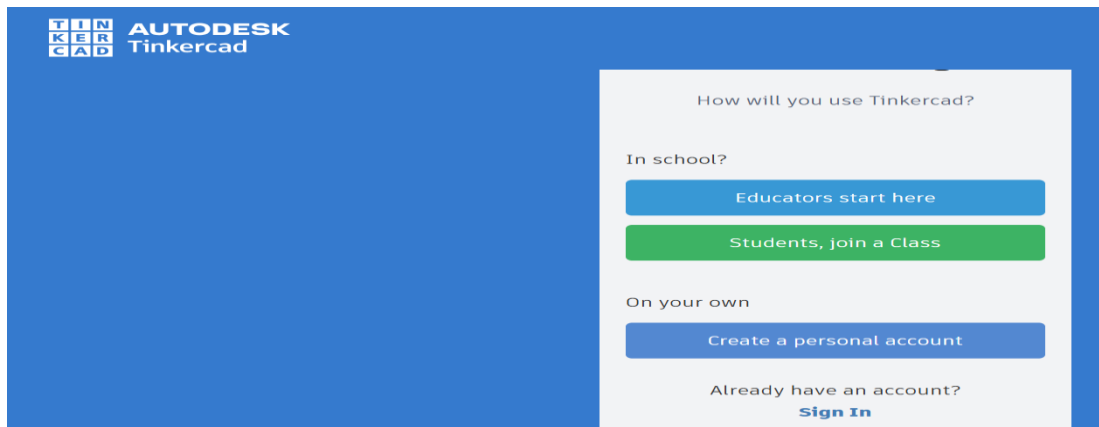 TIN
KER
CAD
AUTODESK
Tinkercad
How will you use Tinkercad?
In school?
Educators start here
Students, join a Class
On your own
Create a personal account
Already have an account?
Sign In